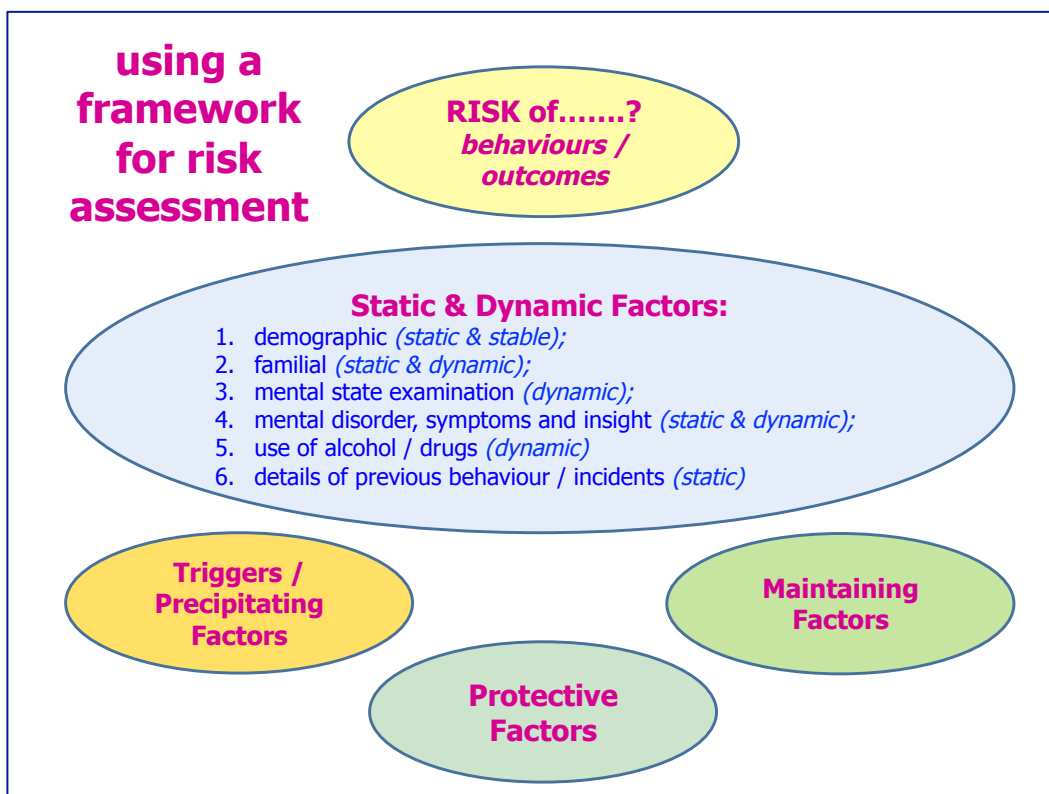 using a
framework
for risk
assessment
RISK of.......?
behaviours /
outcomes
Static & Dynamic Factors:
1. demographic (static & stable);
2. familial (static & dynamic);
3. mental state examination (dynamic);
4. mental disorder, symptoms and insight (static & dynamic);
5. use of alcohol / drugs (dynamic)
6. details of previous behaviour / incidents (static)
Triggers /
Precipitating
Factors
Maintaining
Factors
Protective
Factors